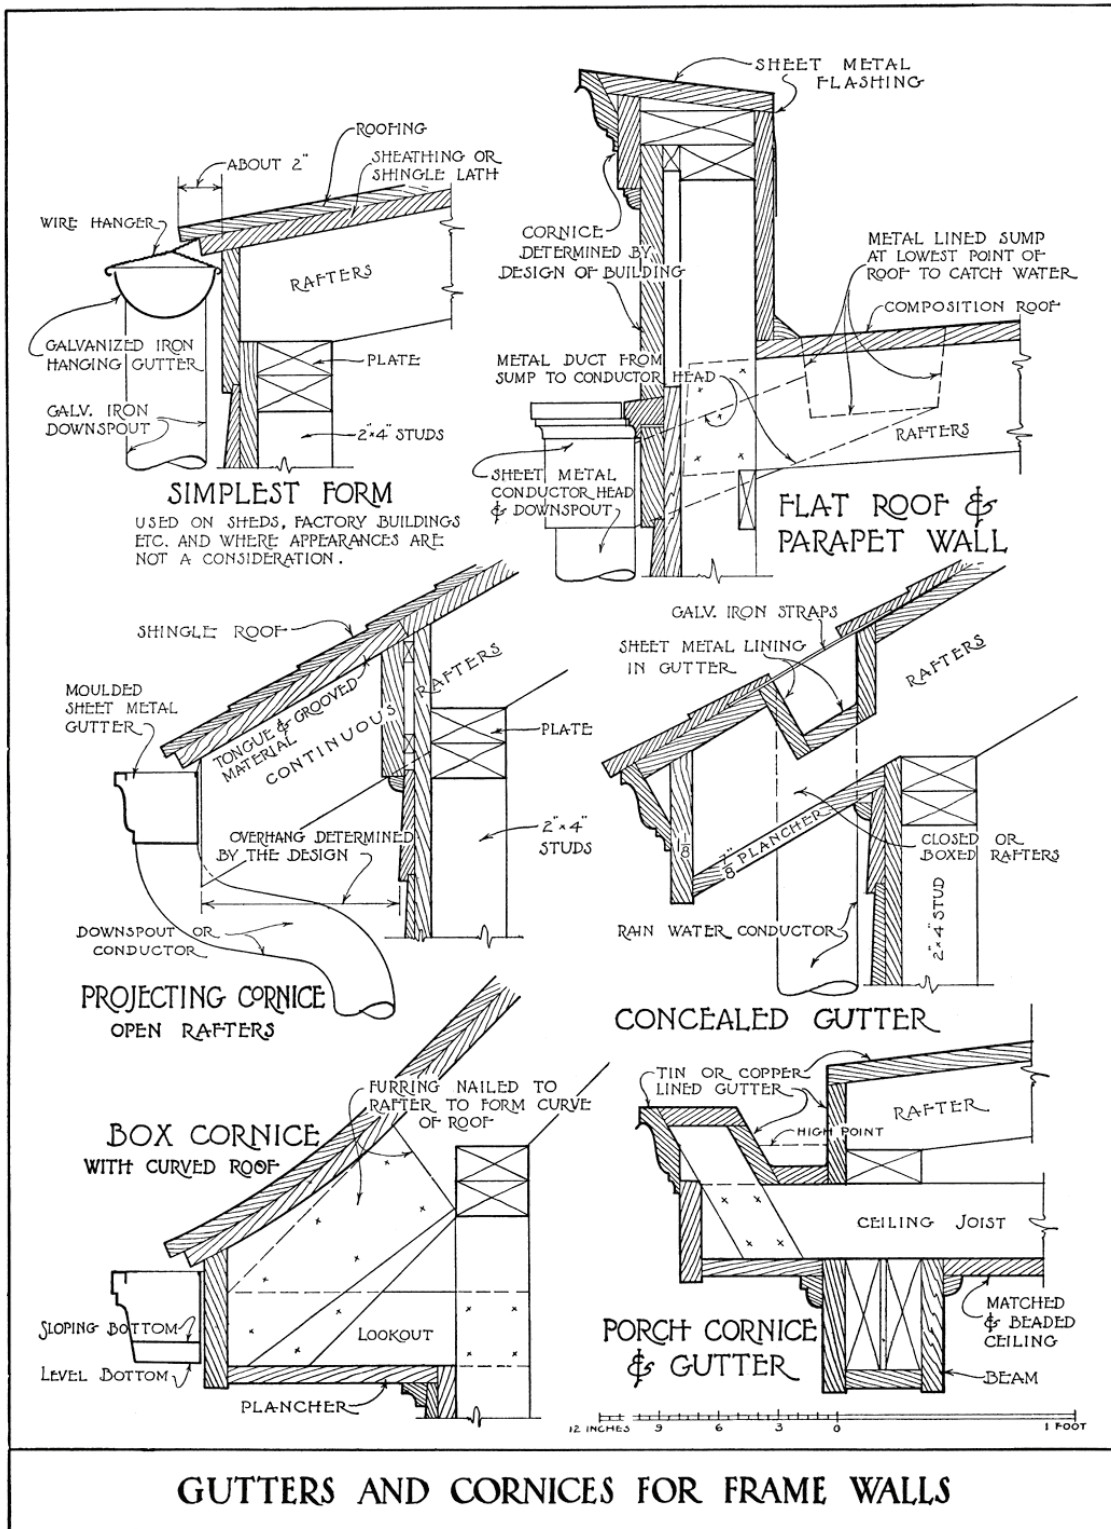 ROOFING
ABOUT 2"
SHEATHING OR
SHINGLE LATH
WIRE HANGER
RAFTERS
GALVANIZED IRON
HANGING GUTTER
PLATE
GALV. IRON
DOWNSPOUT
2"x4" STUDS
SIMPLEST FORM
USED ON SHEDS, FACTORY BUILDINGS
ETC. AND WHERE APPEARANCES ARE
NOT A CONSIDERATION.
SHEET METAL
FLASHING
CORNICE
DETERMINED BY
DESIGN OF BUILDING
METAL LINED SUMP
AT LOWEST POINT OF
ROOF TO CATCH WATER
COMPOSITION ROOF
METAL DUCT FROM
SUMP TO CONDUCTOR HEAD
RAFTERS
SHEET METAL
CONDUCTOR HEAD
& DOWNSPOUT
FLAT ROOF &
PARAPET WALL
SHINGLE ROOF
MOULDED
SHEET METAL
GUTTER
TONGUE & GROOVED
MATERIAL
CONTINUOUS RAFTERS
PLATE
OVERHANG DETERMINED
BY THE DESIGN
2"x4"
STUDS
DOWNSPOUT OR
CONDUCTOR
PROJECTING CORNICE
OPEN RAFTERS
GALV. IRON STRAPS
SHEET METAL LINING
IN GUTTER
RAFTERS
1 1/8
7/8" PLANCHER
CLOSED OR
BOXED RAFTERS
RAIN WATER CONDUCTOR
2"x4" STUD
CONCEALED GUTTER
FURRING NAILED TO
RAFTER TO FORM CURVE
OF ROOF
BOX CORNICE
WITH CURVED ROOF
SLOPING BOTTOM
LEVEL BOTTOM
LOOKOUT
PLANCHER
TIN OR COPPER
LINED GUTTER
HIGH POINT
RAFTER
CEILING JOIST
PORCH CORNICE
& GUTTER
MATCHED
& BEADED
CEILING
BEAM
12 INCHES 9 6 3 0 1 FOOT
GUTTERS AND CORNICES FOR FRAME WALLS